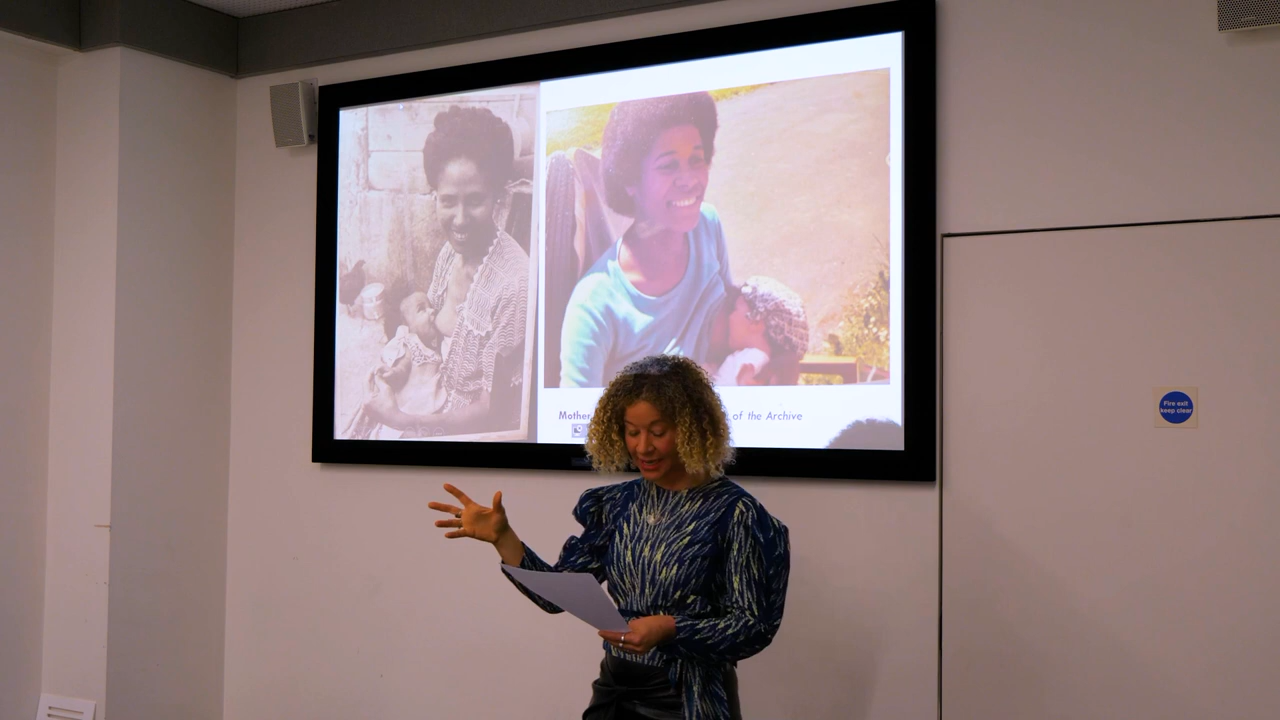 Mother
of the Archive
Fire exit
keep clear